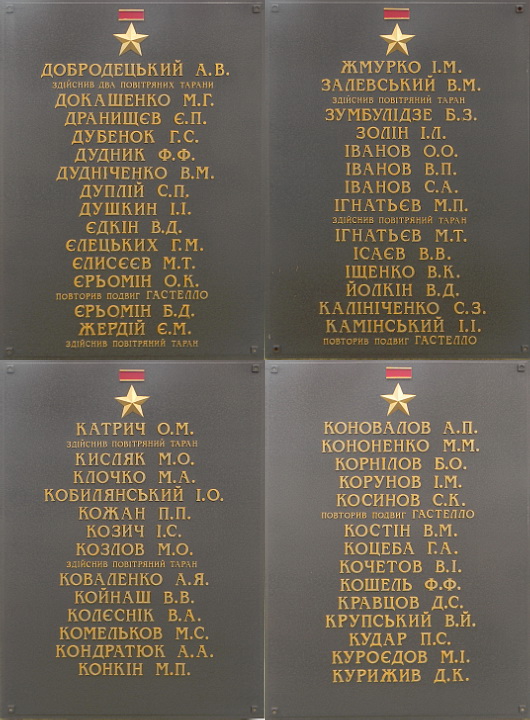 ДОБРОДЕЦЬКИЙ А.В.
ЗДІЙСНИВ ДВА ПОВІТРЯНИХ ТАРАНИ
ДОКАШЕНКО М.Г.
ДРАНИЩЄВ Є.П.
ДУБЕНОК Г.С.
ДУДНИК Ф.Ф.
ДУДНІЧЕНКО В.М.
ДУПЛІЙ С.П.
ДУШКИН І.І.
ЄДКІН В.Д.
ЄЛЕЦЬКИХ Г.М.
ЄЛИСЄЄВ М.Т.
ЄРЬОМІН О.К.
ПОВТОРИВ ПОДВИГ ГАСТЕЛЛО
ЄРЬОМІН Б.Д.
ЖЕРДІЙ Є.М.
ЗДІЙСНИВ ПОВІТРЯНИЙ ТАРАН
ЖМУРКО І.М.
ЗАЛЕВСЬКИЙ В.М.
ЗДІЙСНИВ ПОВІТРЯНИЙ ТАРАН
ЗУМБУЛІДЗЕ Б.З.
ЗОЛІН І.Л.
ІВАНОВ О.О.
ІВАНОВ В.П.
ІВАНОВ С.А.
ІГНАТЬЄВ М.П.
ЗДІЙСНИВ ПОВІТРЯНИЙ ТАРАН
ІГНАТЬЄВ М.Т.
ІСАЄВ В.В.
ІЩЕНКО В.К.
ЙОЛКІН В.Д.
КАЛІНІЧЕНКО С.З.
КАМІНСЬКИЙ І.І.
ПОВТОРИВ ПОДВИГ ГАСТЕЛЛО
КАТРИЧ О.М.
ЗДІЙСНИВ ПОВІТРЯНИЙ ТАРАН
КИСЛЯК М.О.
КЛОЧКО М.А.
КОБИЛЯНСЬКИЙ І.О.
КОЖАН П.П.
КОЗИЧ І.С.
КОЗЛОВ М.О.
ЗДІЙСНИВ ПОВІТРЯНИЙ ТАРАН
КОВАЛЕНКО А.Я.
КОЙНАШ В.В.
КОЛЄСНІК В.А.
КОМЕЛЬКОВ М.С.
КОНДРАТЮК А.А.
КОНКІН М.П.
КОНОВАЛОВ А.П.
КОНОНЕНКО М.М.
КОРНІЛОВ Б.О.
КОРУНОВ І.М.
КОСИНОВ С.К.
ПОВТОРИВ ПОДВИГ ГАСТЕЛЛО
КОСТІН В.М.
КОЦЕБА Г.А.
КОЧЕТОВ В.І.
КОШЕЛЬ Ф.Ф.
КРАВЦОВ Д.С.
КРУПСЬКИЙ В.Й.
КУДАР П.С.
КУРОЄДОВ М.І.
КУРИЖИВ Д.К.